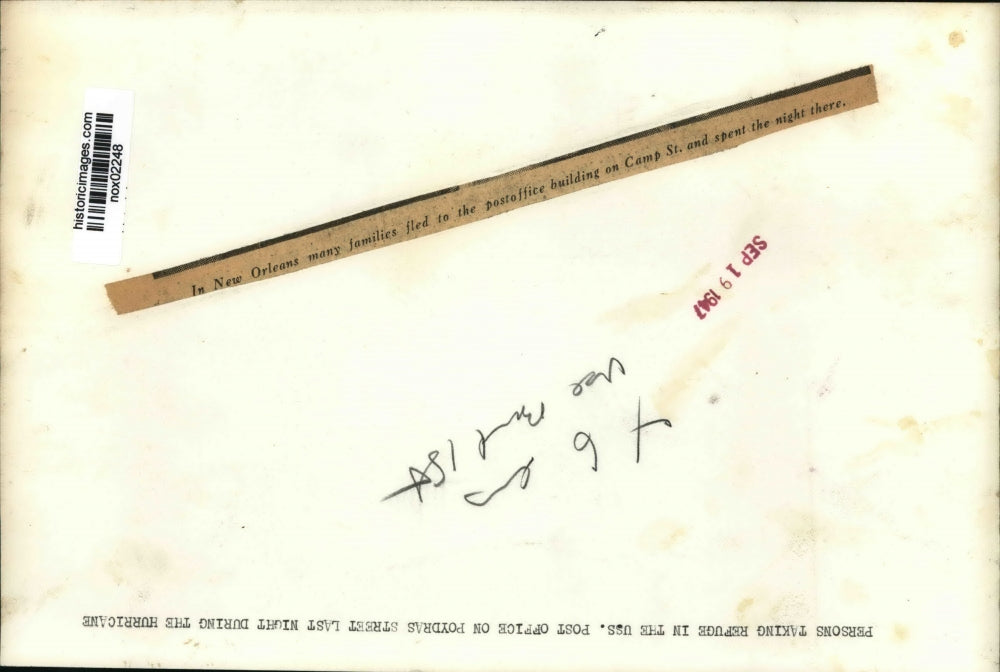 historicimages.com
nox02248
In New Orleans many families fled to the postoffice building on Camp St. and spent the night there.
SEP 19 1947
PERSONS TAKING REFUGE IN THE USS. POST OFFICE ON POYDRAS STREET LAST NIGHT DURING THE HURRICANE